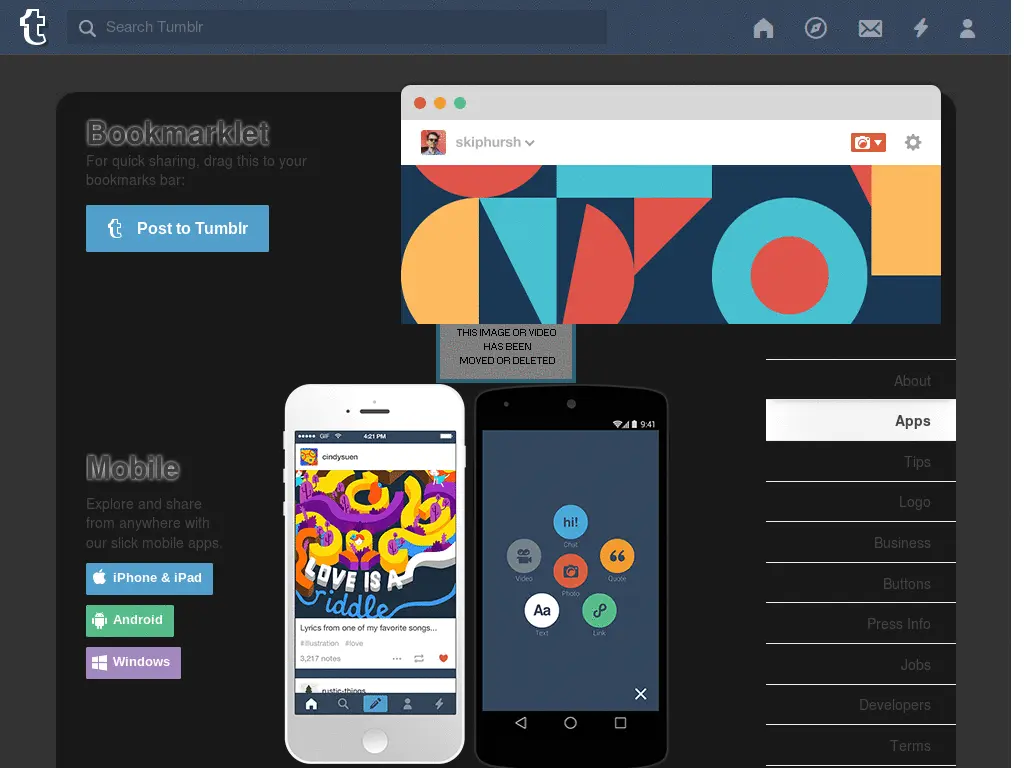 Search Tumblr
Bookmarklet
For quick sharing, drag this to your
bookmarks bar:
Post to Tumblr
skiphursh
THIS IMAGE OR VIDEO
HAS BEEN
MOVED OR DELETED
Mobile
Explore and share
from anywhere with
our slick mobile apps.
iPhone & iPad
Android
Windows
GIF
4:21 PM
cindysuen
LOVE IS A
riddle
Lyrics from one of my favorite songs...
#illustration #love
3,217 notes
rustic-things
9:41
hi!
Chat
Video
Quote
Photo
Aa
Text
Link
About
Apps
Tips
Logo
Business
Buttons
Press Info
Jobs
Developers
Terms